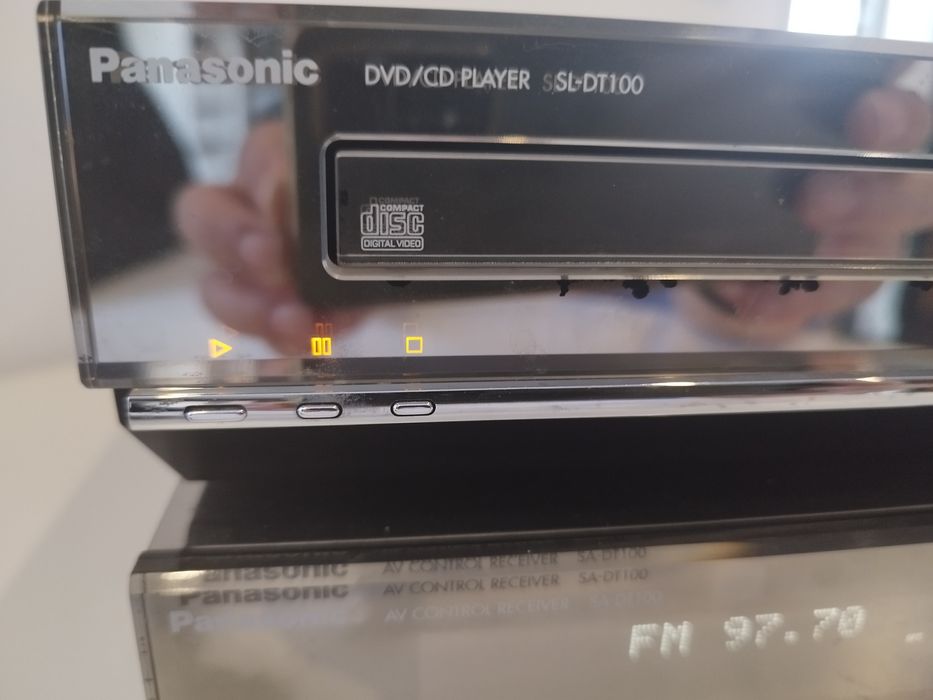 Panasonic DVD/CD PLAYER SL-DT100
COMPACT
disc
DIGITAL VIDEO
Panasonic AV CONTROL RECEIVER SA-DT100
FM 97.70